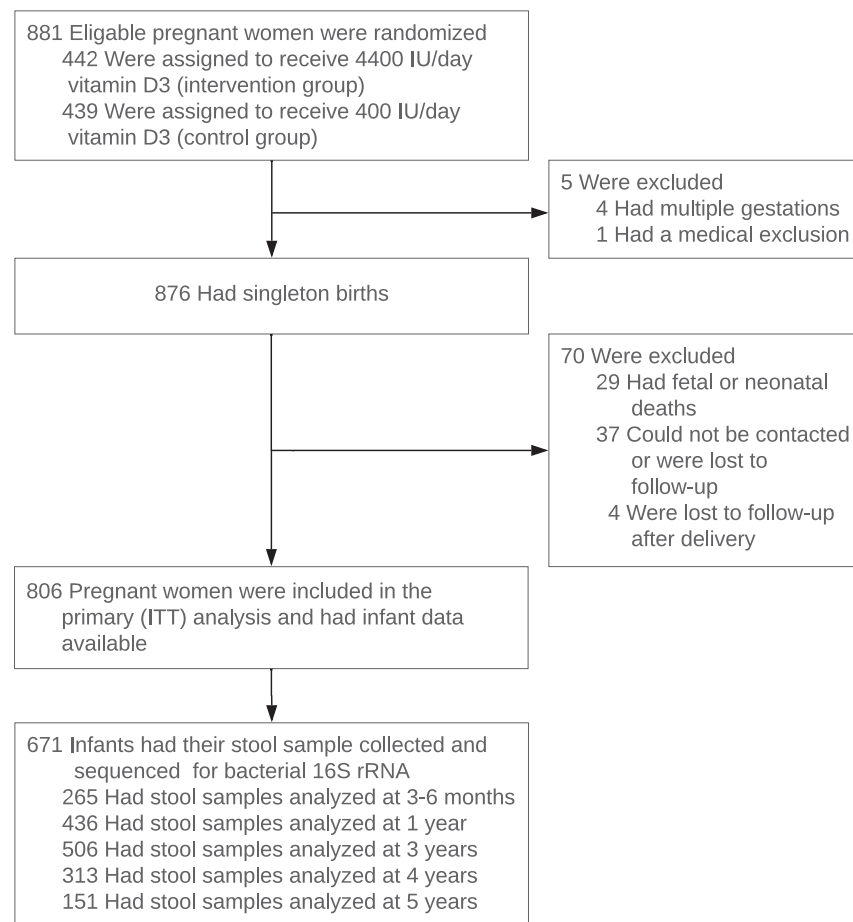 881 Eligable pregnant women were randomized
442 Were assigned to receive 4400 IU/day
vitamin D3 (intervention group)
439 Were assigned to receive 400 IU/day
vitamin D3 (control group)
5 Were excluded
4 Had multiple gestations
1 Had a medical exclusion
876 Had singleton births
70 Were excluded
29 Had fetal or neonatal
deaths
37 Could not be contacted
or were lost to
follow-up
4 Were lost to follow-up
after delivery
806 Pregnant women were included in the
primary (ITT) analysis and had infant data
available
671 Infants had their stool sample collected and
sequenced for bacterial 16S rRNA
265 Had stool samples analyzed at 3-6 months
436 Had stool samples analyzed at 1 year
506 Had stool samples analyzed at 3 years
313 Had stool samples analyzed at 4 years
151 Had stool samples analyzed at 5 years